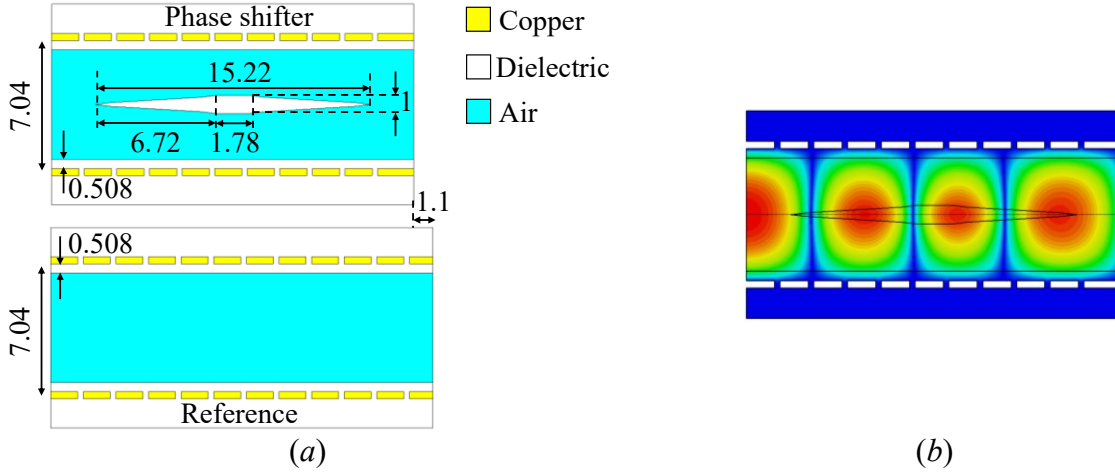 Phase shifter
15.22
1
7.04
6.72
1.78
0.508
1.1
Copper
Dielectric
Air
0.508
7.04
Reference
(a)
(b)